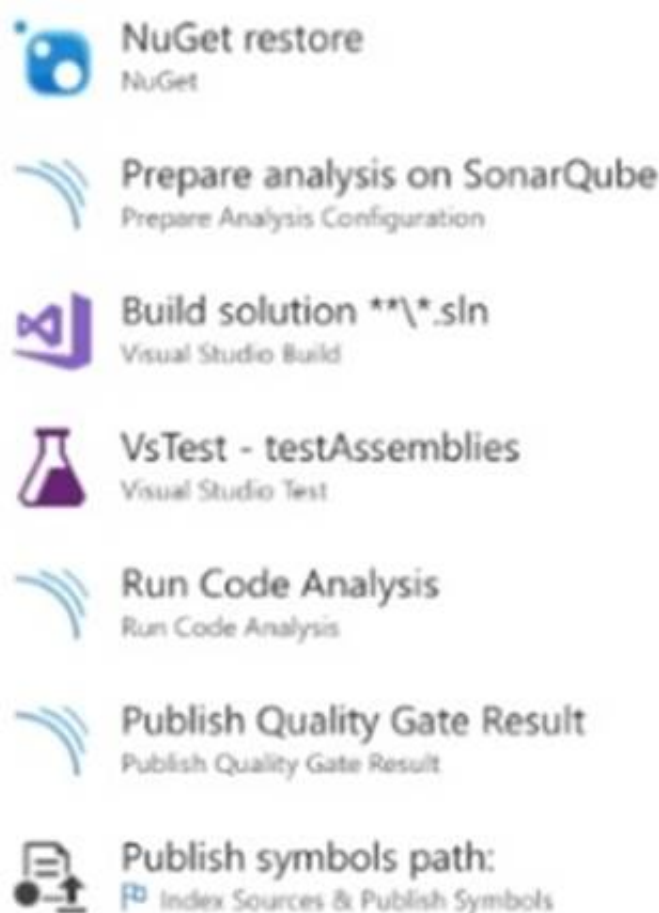 NuGet restore
NuGet
Prepare analysis on SonarQube
Prepare Analysis Configuration
Build solution **\*.sln
Visual Studio Build
VsTest - testAssemblies
Visual Studio Test
Run Code Analysis
Run Code Analysis
Publish Quality Gate Result
Publish Quality Gate Result
Publish symbols path:
Index Sources & Publish Symbols